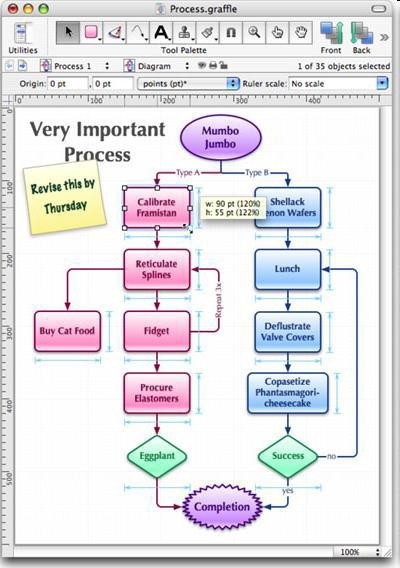 Process.graffle
Utilities
Tool Palette
Front
Back
Process 1
Diagram
1 of 35 objects selected
Origin: 0 pt , 0 pt
points (pt)*
Ruler scale: No scale
0
100
200
300
400
100
200
300
400
500
Very Important
Process
Revise this by
Thursday
Mumbo
Jumbo
Type A
Type B
Calibrate
Framistan
w: 90 pt (120%)
h: 55 pt (122%)
Shellack
enon Wafers
Reticulate
Splines
Lunch
Repeat 3x
Buy Cat Food
Fidget
Deflustrate
Valve Covers
Procure
Elastomers
Copasetize
Phantasmagori-
cheesecake
Eggplant
Success
no
yes
Completion
100%